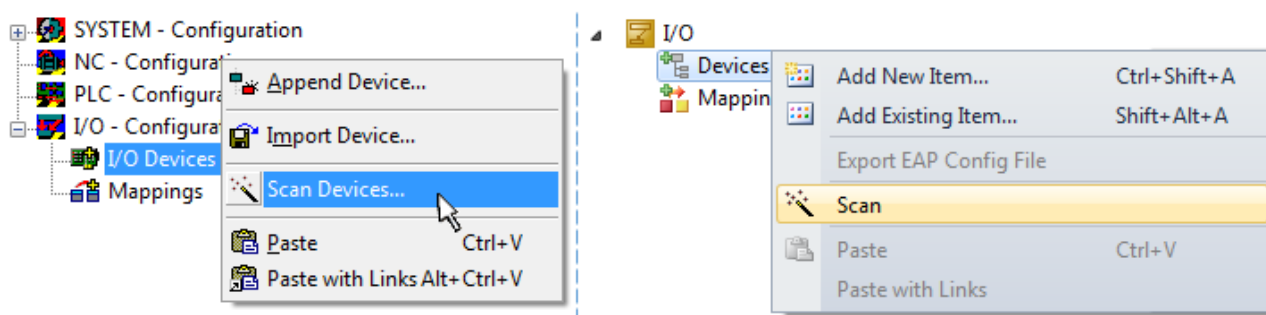 SYSTEM - Configuration
NC - Configurati
PLC - Configura
I/O - Configurat
I/O Devices
Mappings
Append Device...
Import Device...
Scan Devices...
Paste Ctrl+V
Paste with Links Alt+Ctrl+V
I/O
Devices
Mappin
Add New Item... Ctrl+Shift+A
Add Existing Item... Shift+Alt+A
Export EAP Config File
Scan
Paste Ctrl+V
Paste with Links